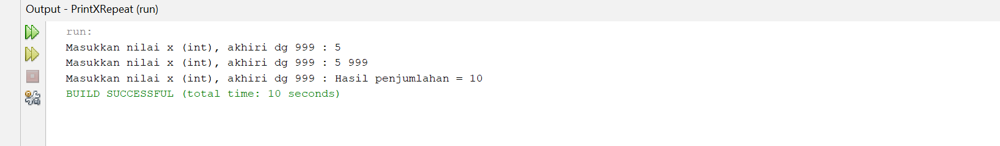 Output - PrintXRepeat (run)
run:
Masukkan nilai x (int), akhiri dg 999 : 5
Masukkan nilai x (int), akhiri dg 999 : 5 999
Masukkan nilai x (int), akhiri dg 999 : Hasil penjumlahan = 10
BUILD SUCCESSFUL (total time: 10 seconds)